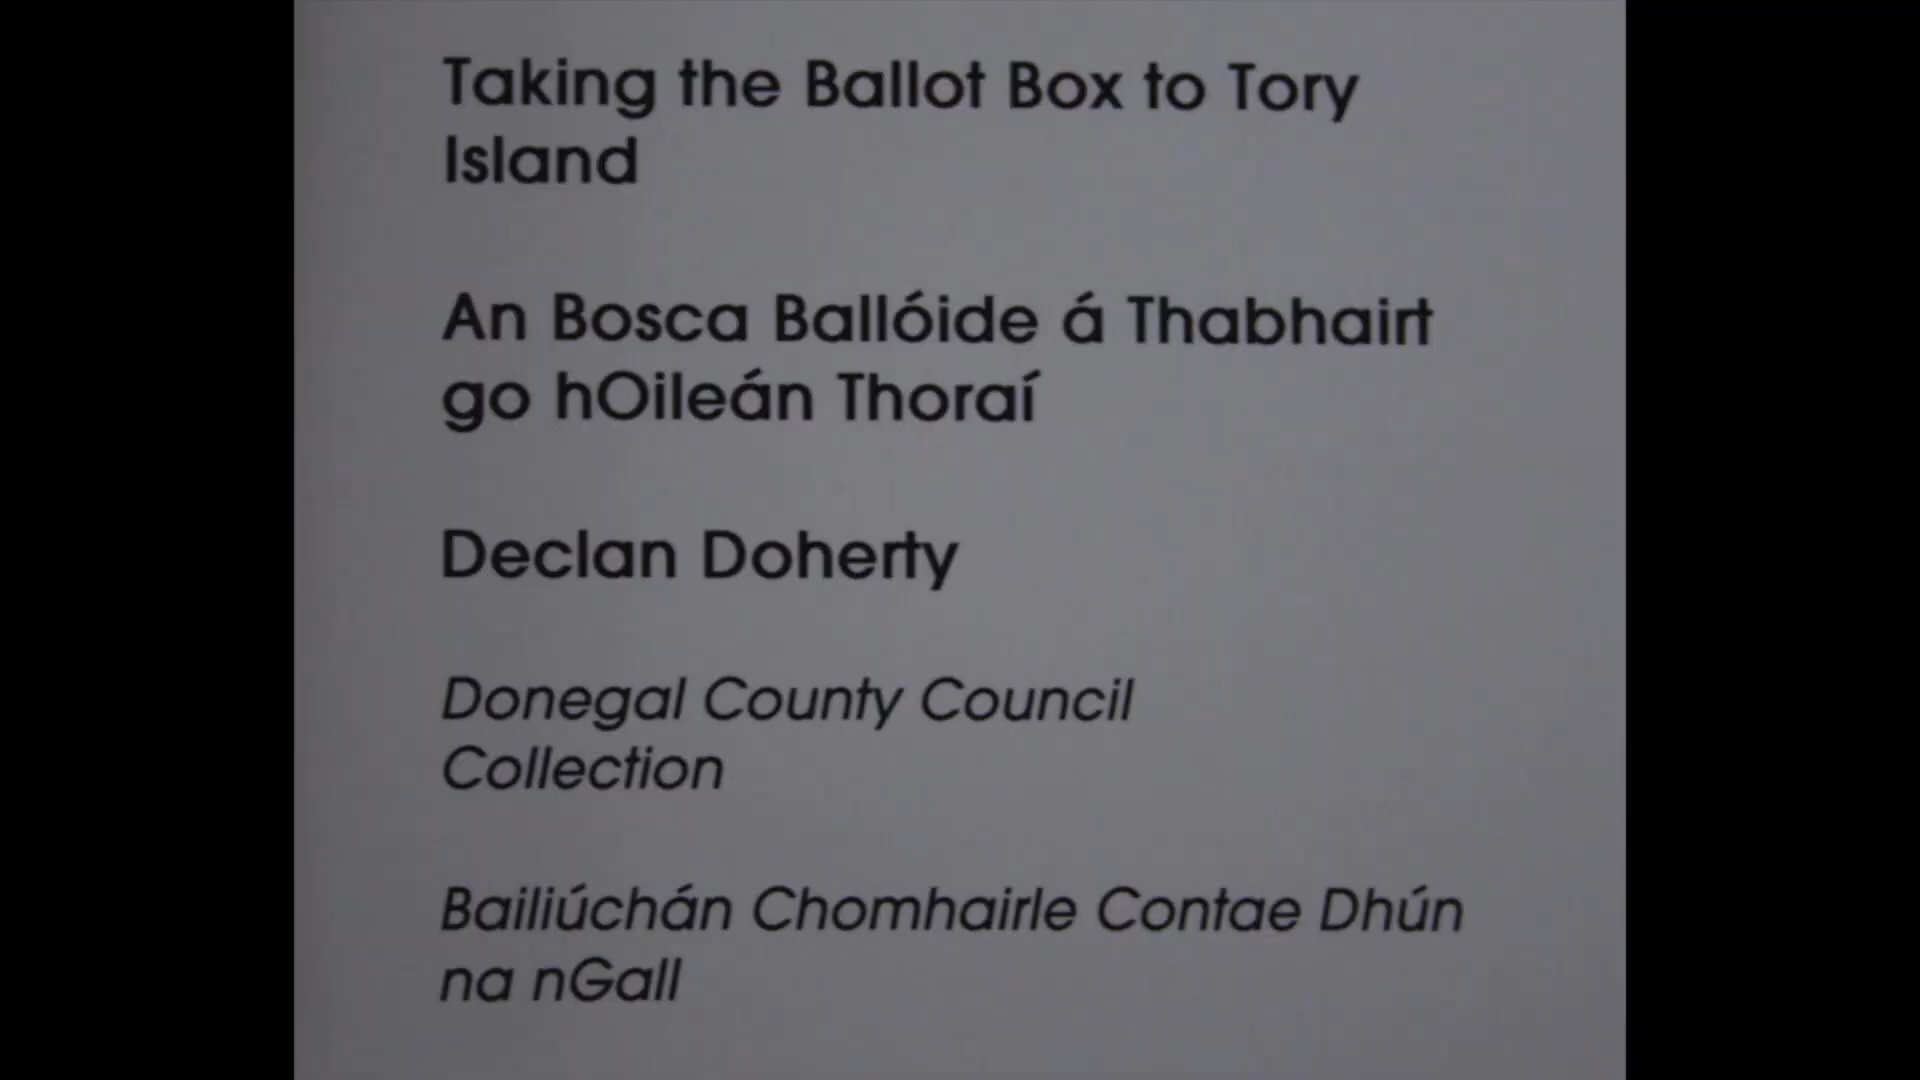 Taking the Ballot Box to Tory
Island
An Bosca Ballóide á Thabhairt
go hOileán Thoraí
Declan Doherty
Donegal County Council
Collection
Bailiúchán Chomhairle Contae Dhún
na nGall